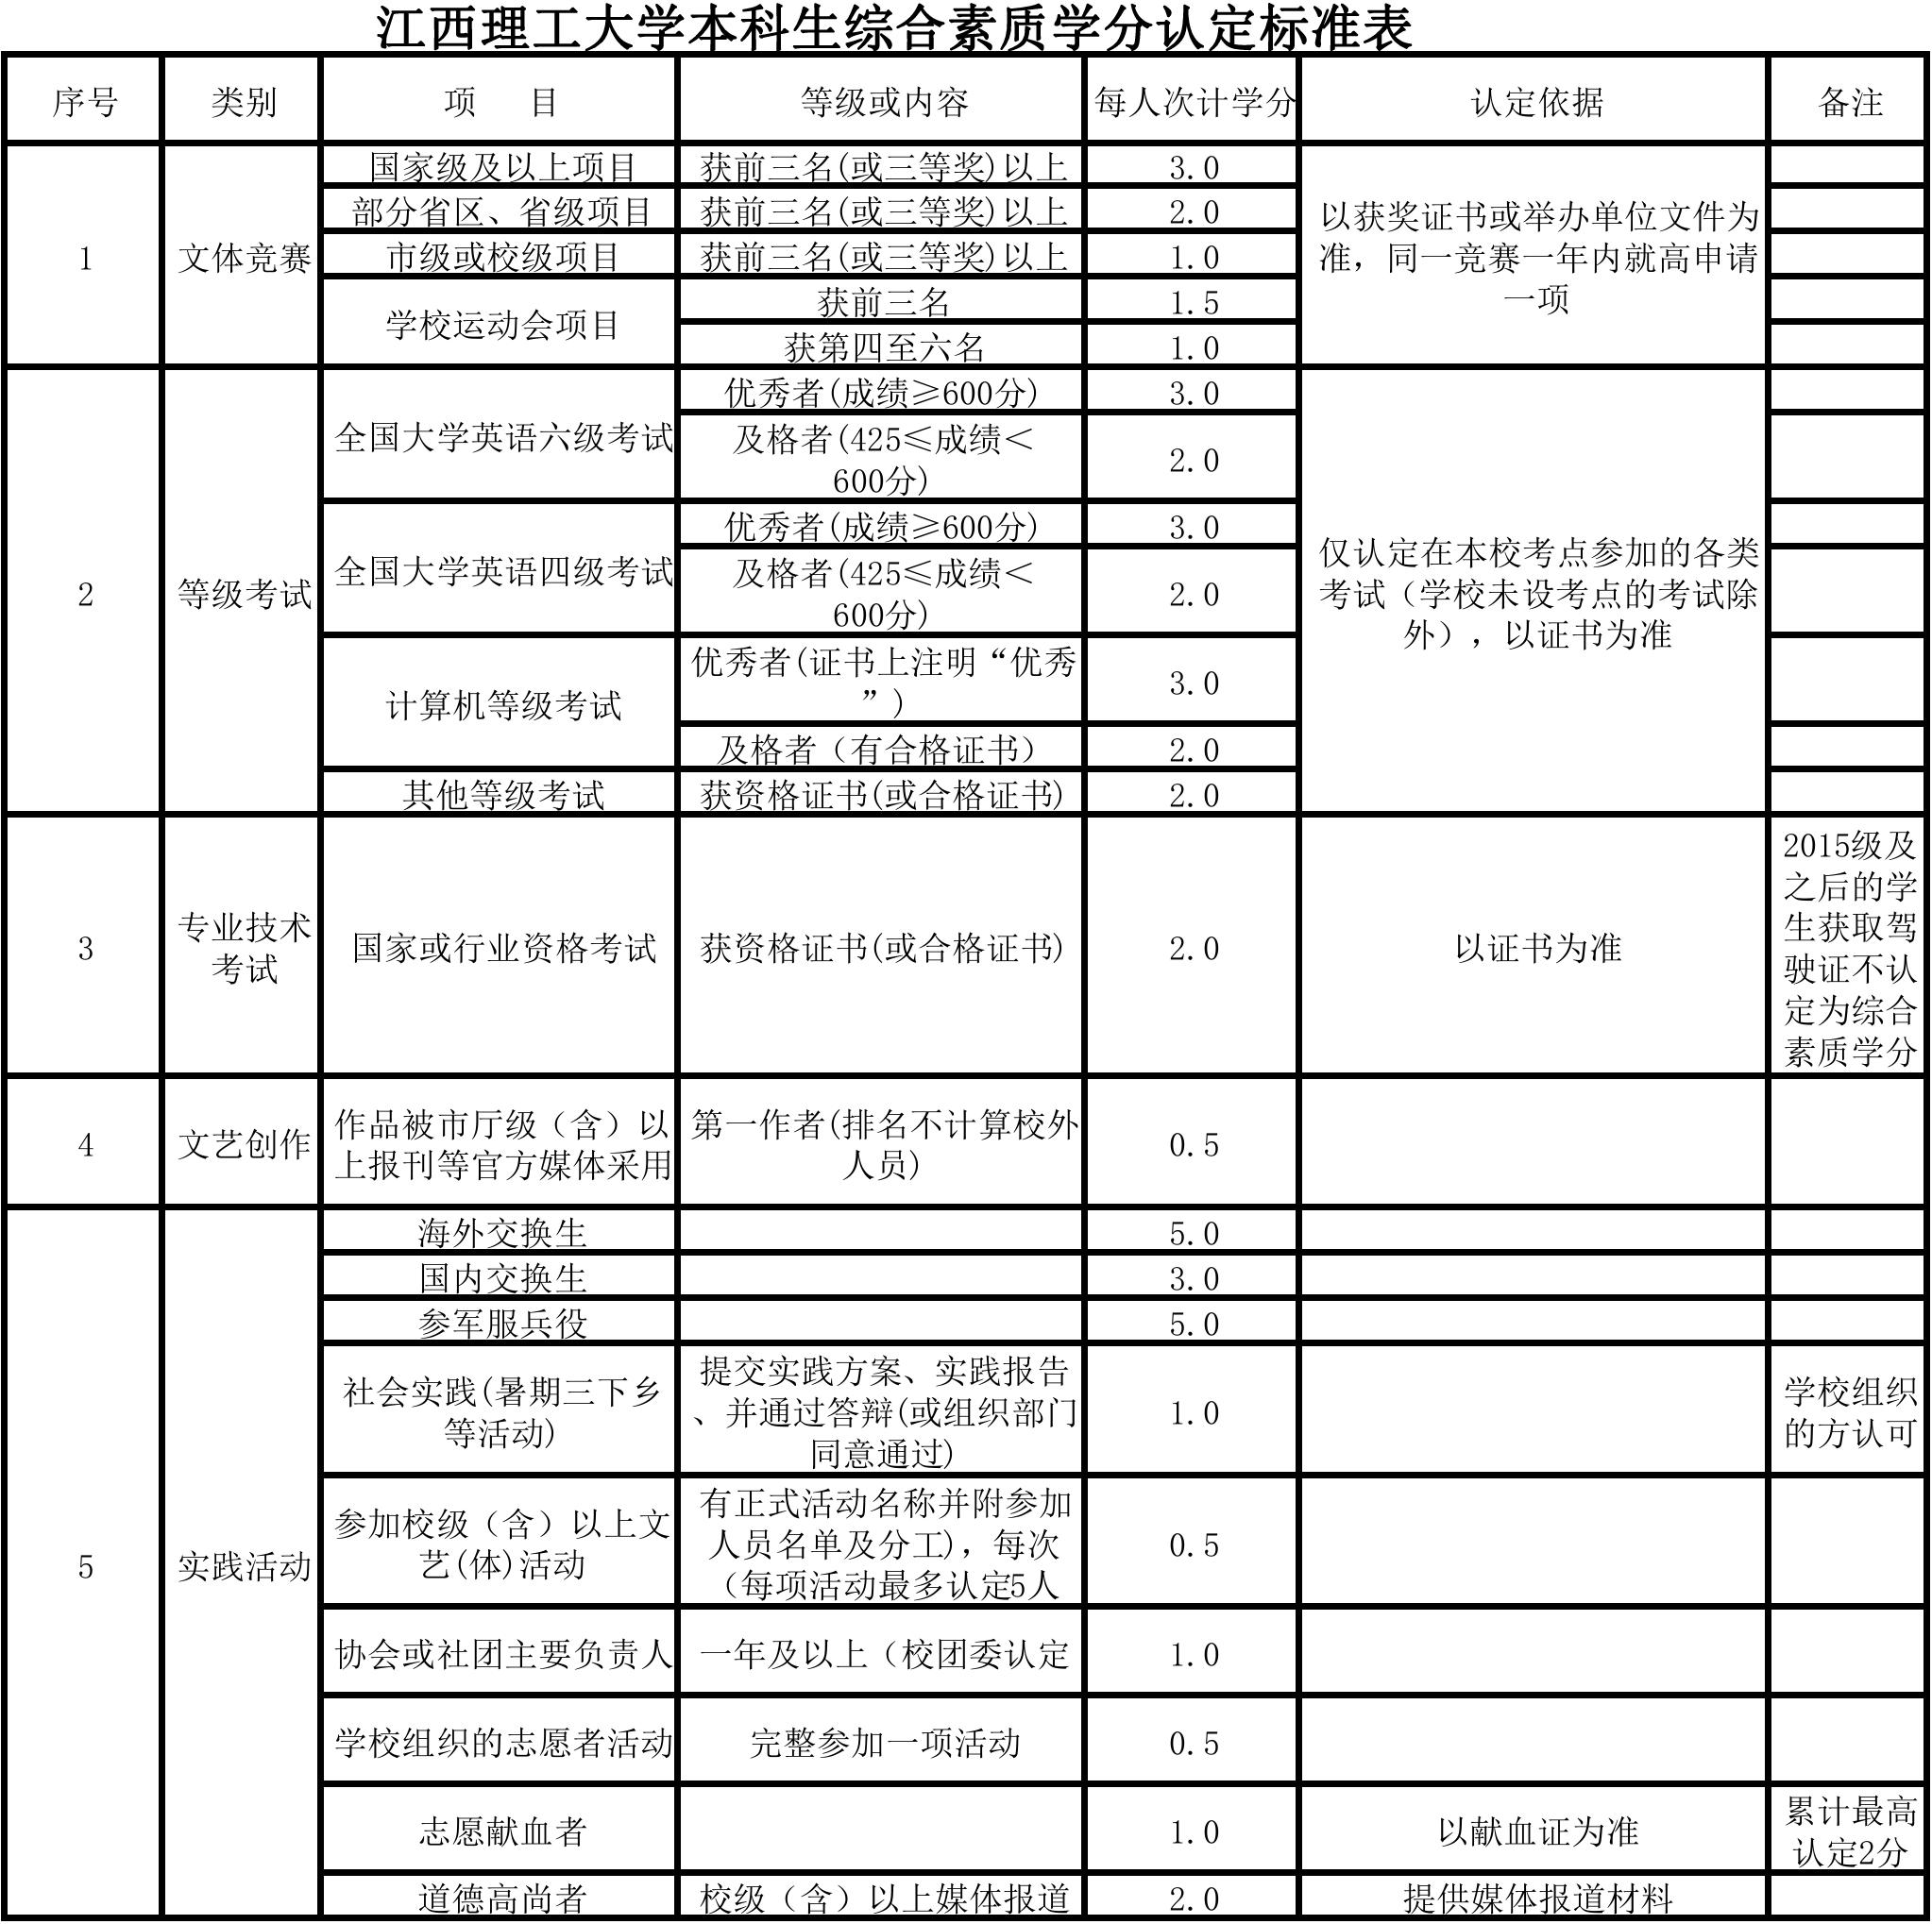 江西理工大学本科生综合素质学分认定标准表
序号 类别 项 目 等级或内容 每人次计学分 认定依据 备注
1 文体竞赛
国家级及以上项目 获前三名(或三等奖)以上 3.0
部分省区、省级项目 获前三名(或三等奖)以上 2.0
市级或校级项目 获前三名(或三等奖)以上 1.0
学校运动会项目
获前三名 1.5
获第四至六名 1.0
以获奖证书或举办单位文件为
准，同一竞赛一年内就高申请
一项
2 等级考试
全国大学英语六级考试
优秀者(成绩≥600分) 3.0
及格者(425≤成绩<
600分)
2.0
全国大学英语四级考试
优秀者(成绩≥600分) 3.0
及格者(425≤成绩<
600分)
2.0
计算机等级考试
优秀者(证书上注明“优秀
”)
3.0
及格者（有合格证书） 2.0
其他等级考试 获资格证书(或合格证书) 2.0
仅认定在本校考点参加的各类
考试（学校未设考点的考试除
外），以证书为准
3
专业技术
考试
国家或行业资格考试 获资格证书(或合格证书) 2.0 以证书为准
2015级及
之后的学
生获取驾
驶证不认
定为综合
素质学分
4 文艺创作
作品被市厅级（含）以
上报刊等官方媒体采用
第一作者(排名不计算校外
人员)
0.5
5 实践活动
海外交换生 5.0
国内交换生 3.0
参军服兵役 5.0
社会实践(暑期三下乡
等活动)
提交实践方案、实践报告
、并通过答辩(或组织部门
同意通过)
1.0
学校组织
的方认可
参加校级（含）以上文
艺(体)活动
有正式活动名称并附参加
人员名单及分工)，每次
（每项活动最多认定5人
0.5
协会或社团主要负责人 一年及以上（校团委认定 1.0
学校组织的志愿者活动 完整参加一项活动 0.5
志愿献血者 1.0 以献血证为准
累计最高
认定2分
道德高尚者 校级（含）以上媒体报道 2.0 提供媒体报道材料